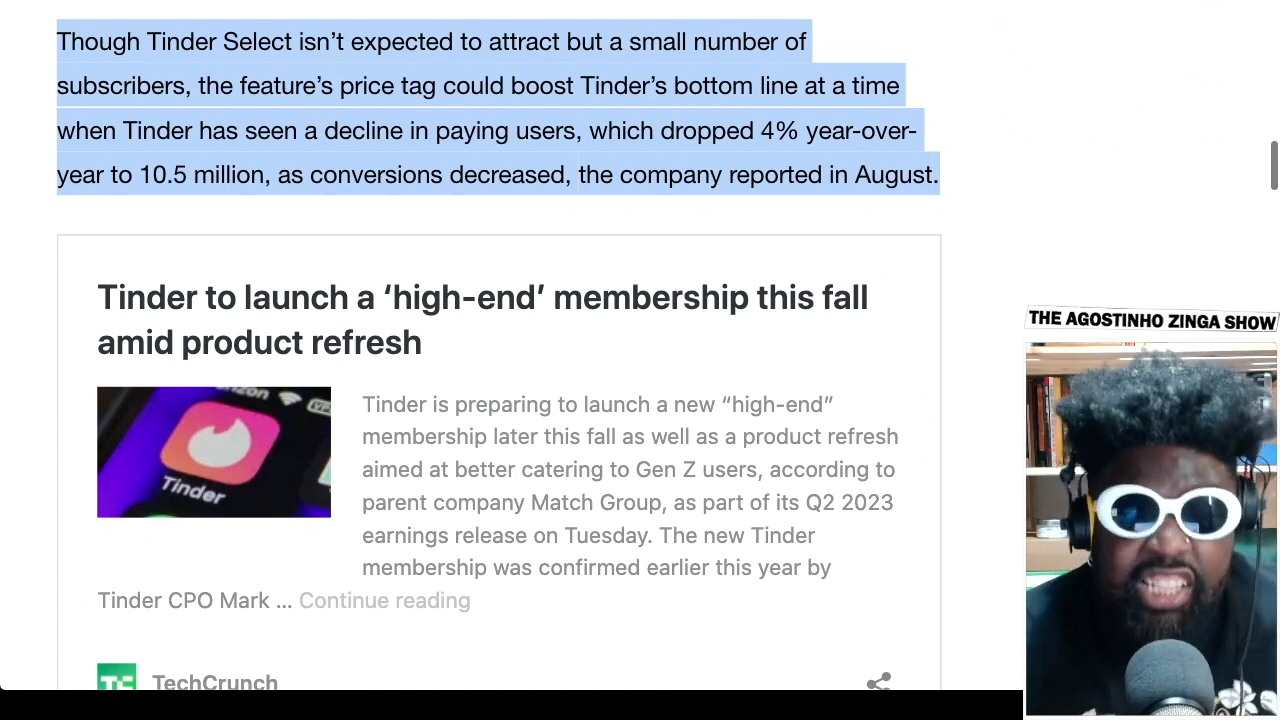 Though Tinder Select isn’t expected to attract but a small number of
subscribers, the feature’s price tag could boost Tinder’s bottom line at a time
when Tinder has seen a decline in paying users, which dropped 4% year-over-
year to 10.5 million, as conversions decreased, the company reported in August.
Tinder to launch a ‘high-end’ membership this fall
amid product refresh
Tinder
Tinder is preparing to launch a new “high-end”
membership later this fall as well as a product refresh
aimed at better catering to Gen Z users, according to
parent company Match Group, as part of its Q2 2023
earnings release on Tuesday. The new Tinder
membership was confirmed earlier this year by
Tinder CPO Mark ... Continue reading
TechCrunch
THE AGOSTINHO ZINGA SHOW